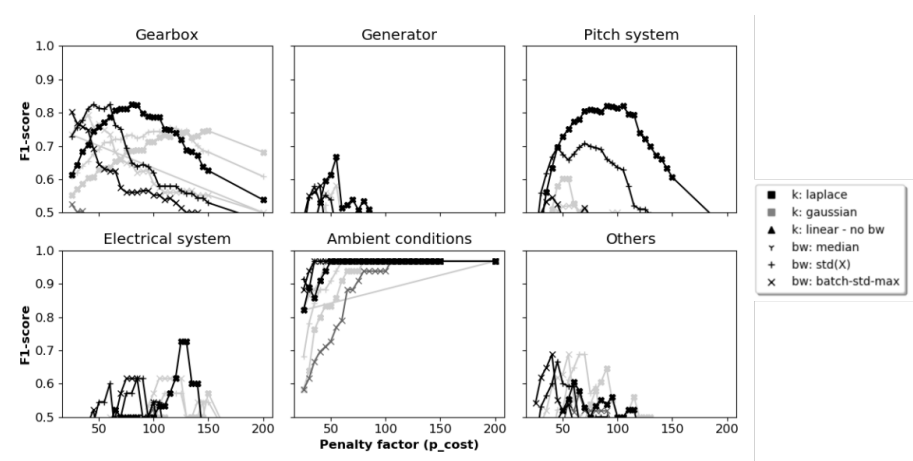 Gearbox
Generator
Pitch system
1.0
0.9
0.8
0.7
0.6
0.5
F1-score
k: laplace
k: gaussian
k: linear - no bw
bw: median
bw: std(X)
bw: batch-std-max
Electrical system
Ambient conditions
Others
1.0
0.9
0.8
0.7
0.6
0.5
F1-score
50 100 150 200 50 100 150 200 50 100 150 200
Penalty factor (p_cost)